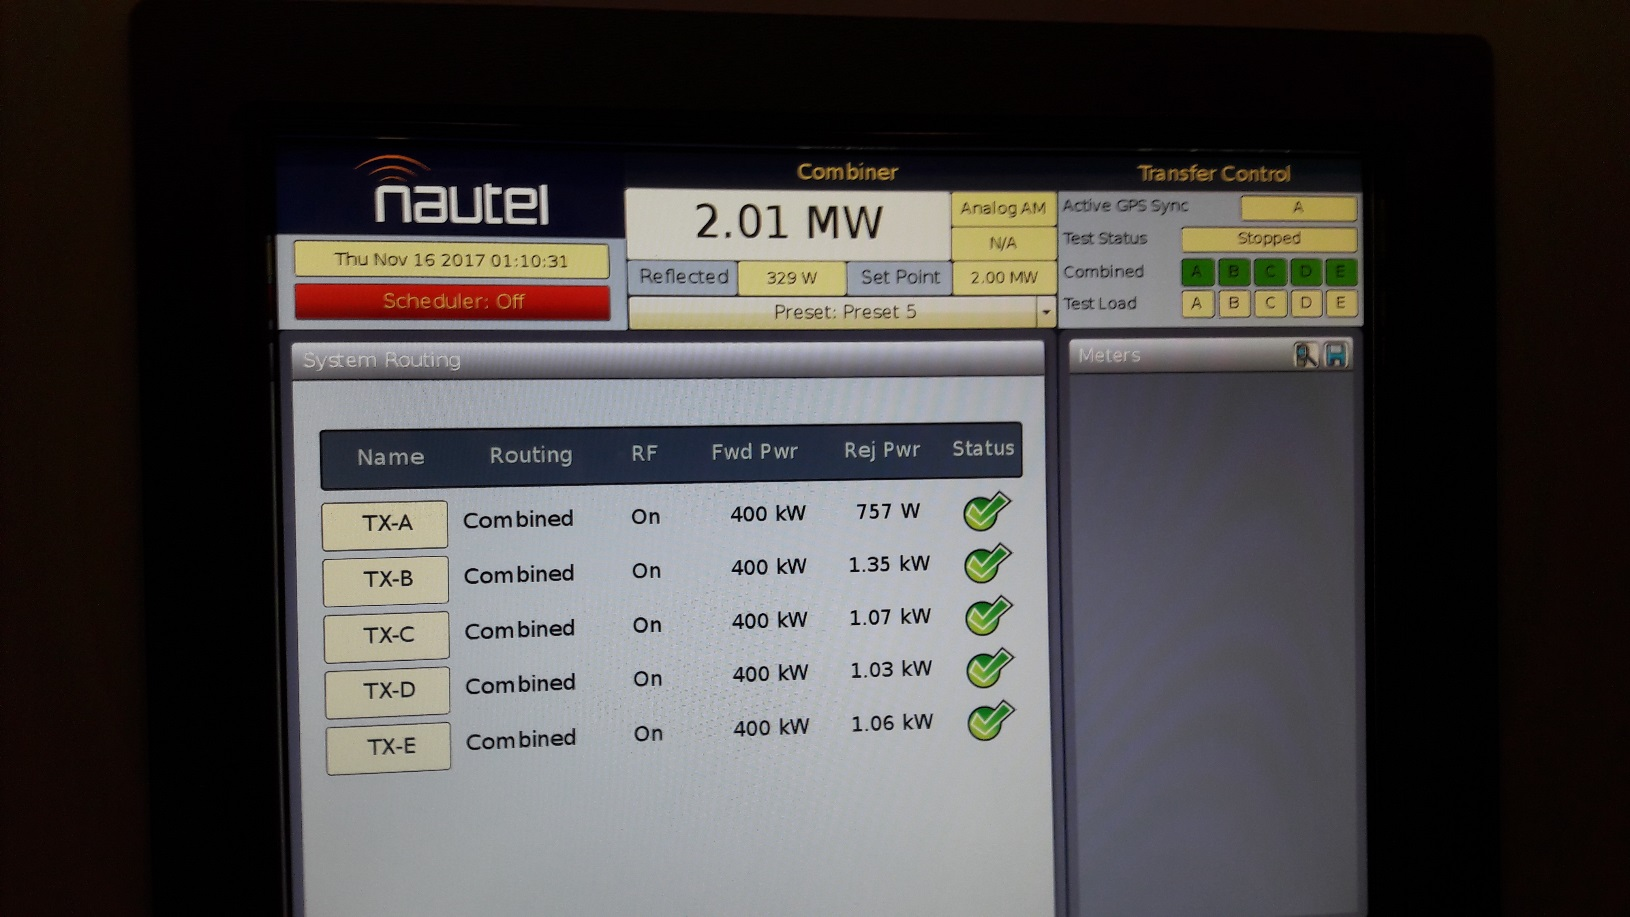 nautel
Thu Nov 16 2017 01:10:31
Scheduler: Off
Combiner
2.01 MW
Analog AM
N/A
Reflected 329 W Set Point 2.00 MW
Preset: Preset 5
Transfer Control
Active GPS Sync A
Test Status Stopped
Combined A B C D E
Test Load A B C D E
System Routing
Name Routing RF Fwd Pwr Rej Pwr Status
TX-A Combined On 400 kW 757 W
TX-B Combined On 400 kW 1.35 kW
TX-C Combined On 400 kW 1.07 kW
TX-D Combined On 400 kW 1.03 kW
TX-E Combined On 400 kW 1.06 kW
Meters